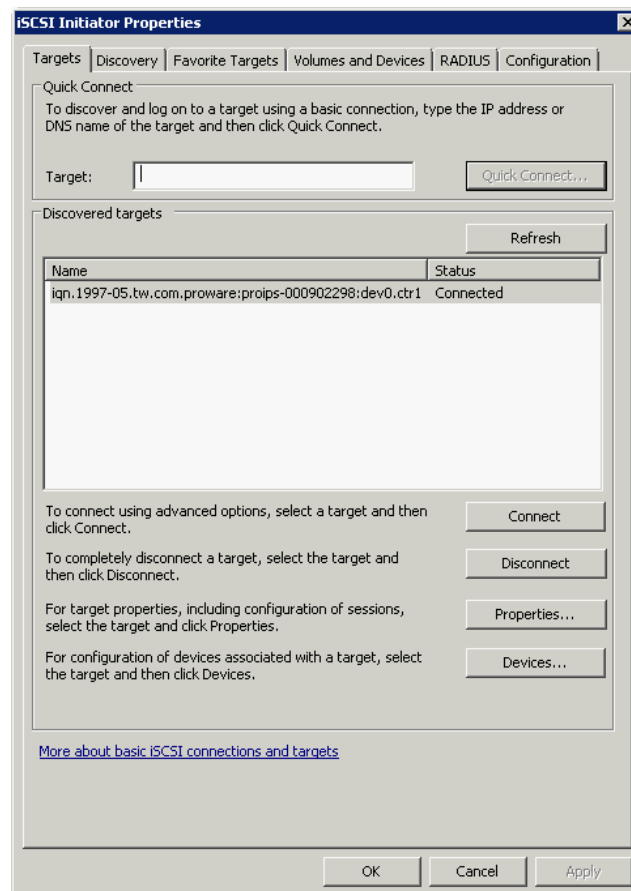 iSCSI Initiator Properties
Targets Discovery Favorite Targets Volumes and Devices RADIUS Configuration
Quick Connect
To discover and log on to a target using a basic connection, type the IP address or
DNS name of the target and then click Quick Connect.
Target:
Quick Connect...
Discovered targets
Refresh
Name Status
iqn.1997-05.tw.com.proware:proips-000902298:dev0.ctr1 Connected
To connect using advanced options, select a target and then
click Connect.
Connect
To completely disconnect a target, select the target and
then click Disconnect.
Disconnect
For target properties, including configuration of sessions,
select the target and click Properties.
Properties...
For configuration of devices associated with a target, select
the target and then click Devices.
Devices...
More about basic iSCSI connections and targets
OK Cancel Apply